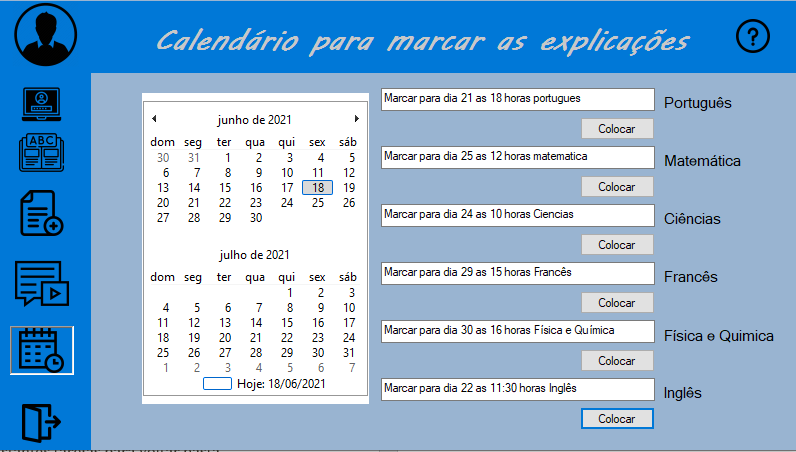 Calendário para marcar as explicações
?
ABC
junho de 2021
dom seg ter qua qui sex sáb
30 31 1 2 3 4 5
6 7 8 9 10 11 12
13 14 15 16 17 18 19
20 21 22 23 24 25 26
27 28 29 30
julho de 2021
dom seg ter qua qui sex sáb
1 2 3
4 5 6 7 8 9 10
11 12 13 14 15 16 17
18 19 20 21 22 23 24
25 26 27 28 29 30 31
1 2 3 4 5 6 7
Hoje: 18/06/2021
Marcar para dia 21 as 18 horas portugues
Português
Colocar
Marcar para dia 25 as 12 horas matematica
Matemática
Colocar
Marcar para dia 24 as 10 horas Ciencias
Ciências
Colocar
Marcar para dia 29 as 15 horas Francês
Francês
Colocar
Marcar para dia 30 as 16 horas Física e Química
Física e Quimica
Colocar
Marcar para dia 22 as 11:30 horas Inglês
Inglês
Colocar